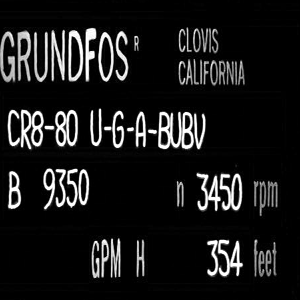 GRUNDFOS R
CLOVIS
CALIFORNIA
CR8-80 U-G-A-BUBV
B 9350 n 3450 rpm
GPM H 354 feet